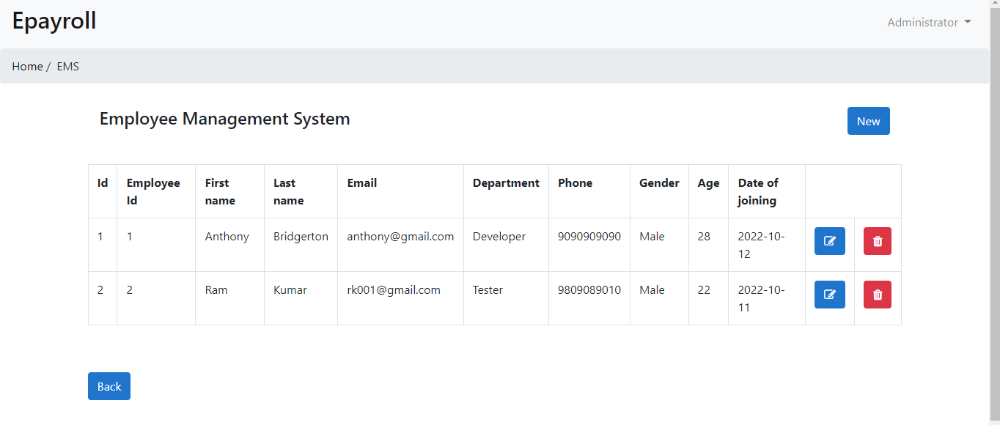 Epayroll
Administrator
Home / EMS
Employee Management System
New
Id Employee Id First name Last name Email Department Phone Gender Age Date of joining
1 1 Anthony Bridgerton anthony@gmail.com Developer 9090909090 Male 28 2022-10-12
2 2 Ram Kumar rk001@gmail.com Tester 9809089010 Male 22 2022-10-11
Back